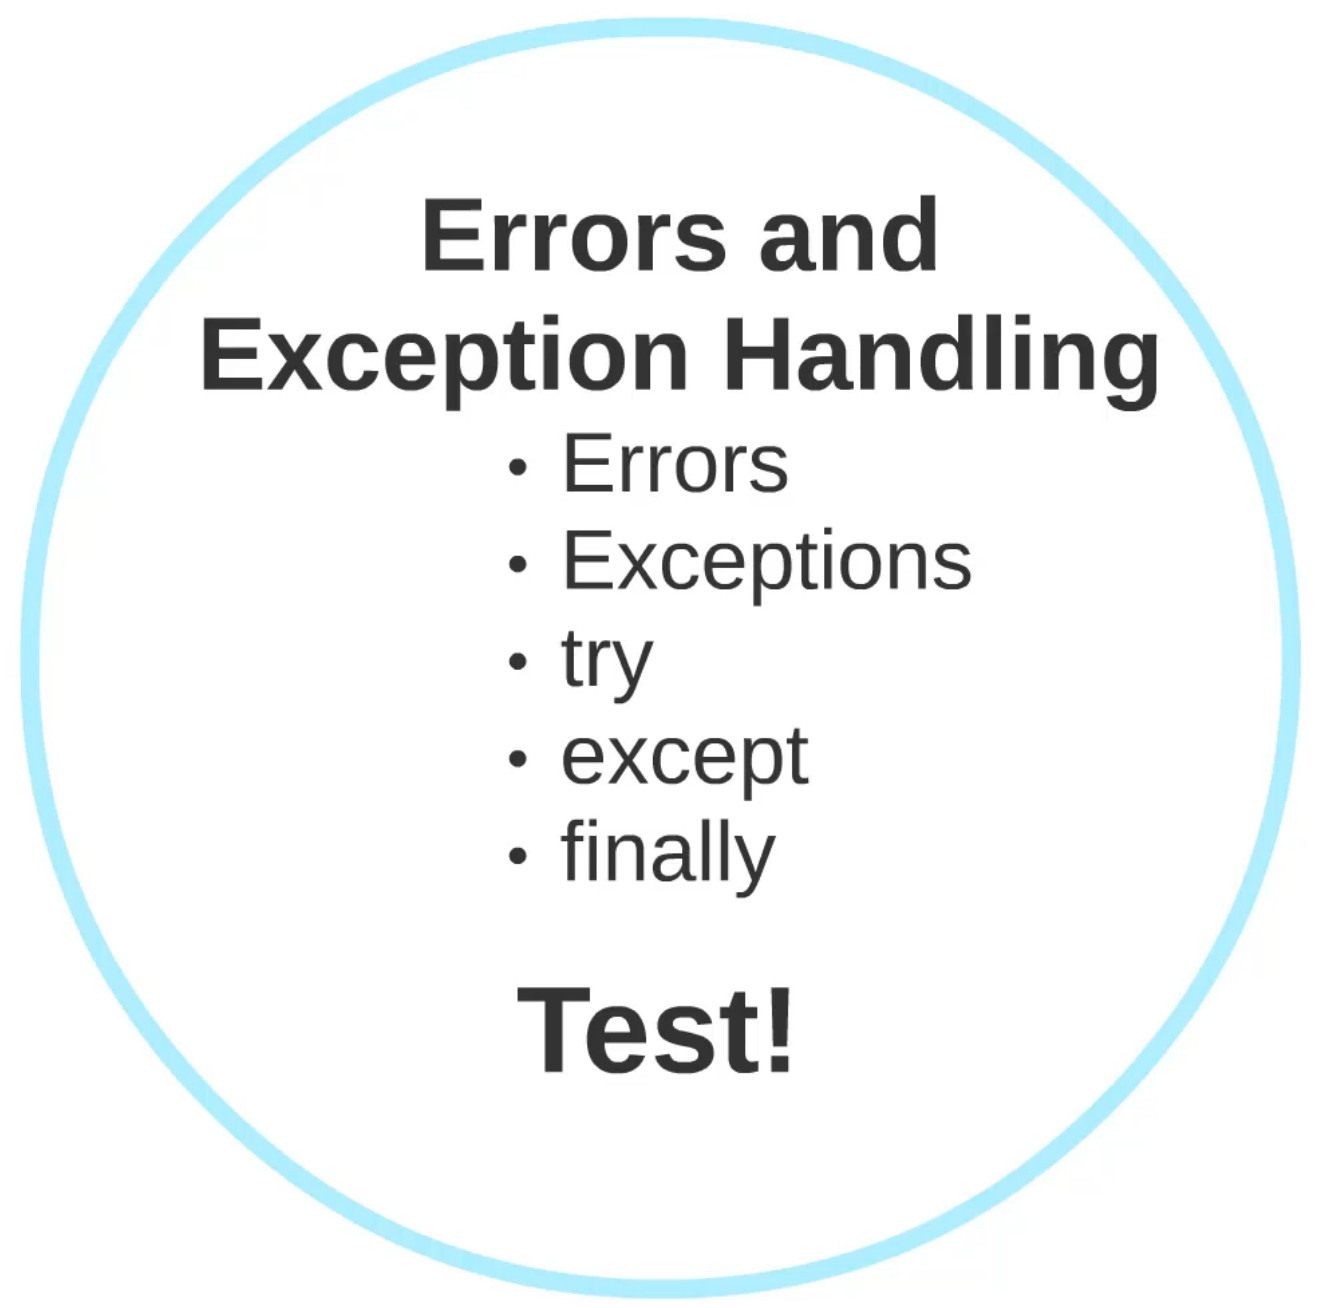 Errors and
Exception Handling
• Errors
• Exceptions
• try
• except
• finally
Test!